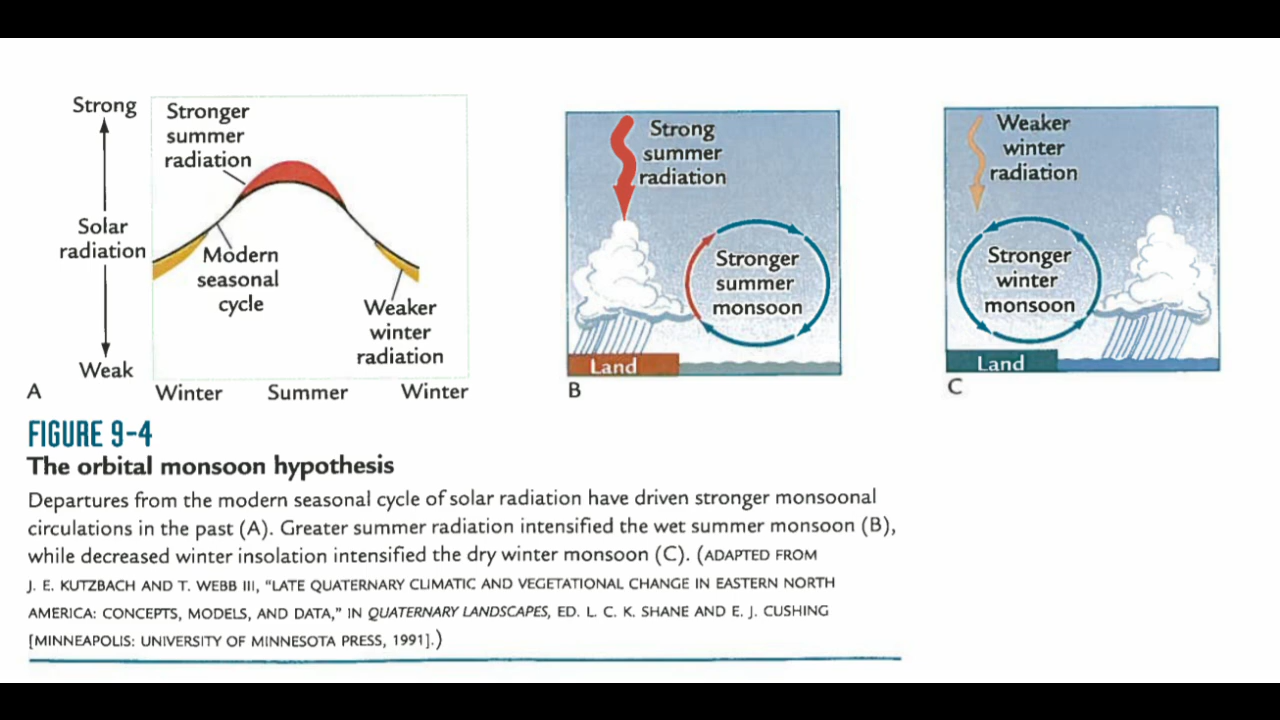 Strong
Solar
radiation
Weak
A
Stronger
summer
radiation
Modern
seasonal
cycle
Weaker
winter
radiation
Winter
Summer
Winter
Strong
summer
radiation
Stronger
summer
monsoon
Land
B
Weaker
winter
radiation
Stronger
winter
monsoon
Land
C
FIGURE 9-4
The orbital monsoon hypothesis
Departures from the modern seasonal cycle of solar radiation have driven stronger monsoonal
circulations in the past (A). Greater summer radiation intensified the wet summer monsoon (B),
while decreased winter insolation intensified the dry winter monsoon (C). (ADAPTED FROM
J. E. KUTZBACH AND T. WEBB III, "LATE QUATERNARY CLIMATIC AND VEGETATIONAL CHANGE IN EASTERN NORTH
AMERICA: CONCEPTS, MODELS, AND DATA," IN QUATERNARY LANDSCAPES, ED. L. C. K. SHANE AND E. J. CUSHING
[MINNEAPOLIS: UNIVERSITY OF MINNESOTA PRESS, 1991].)